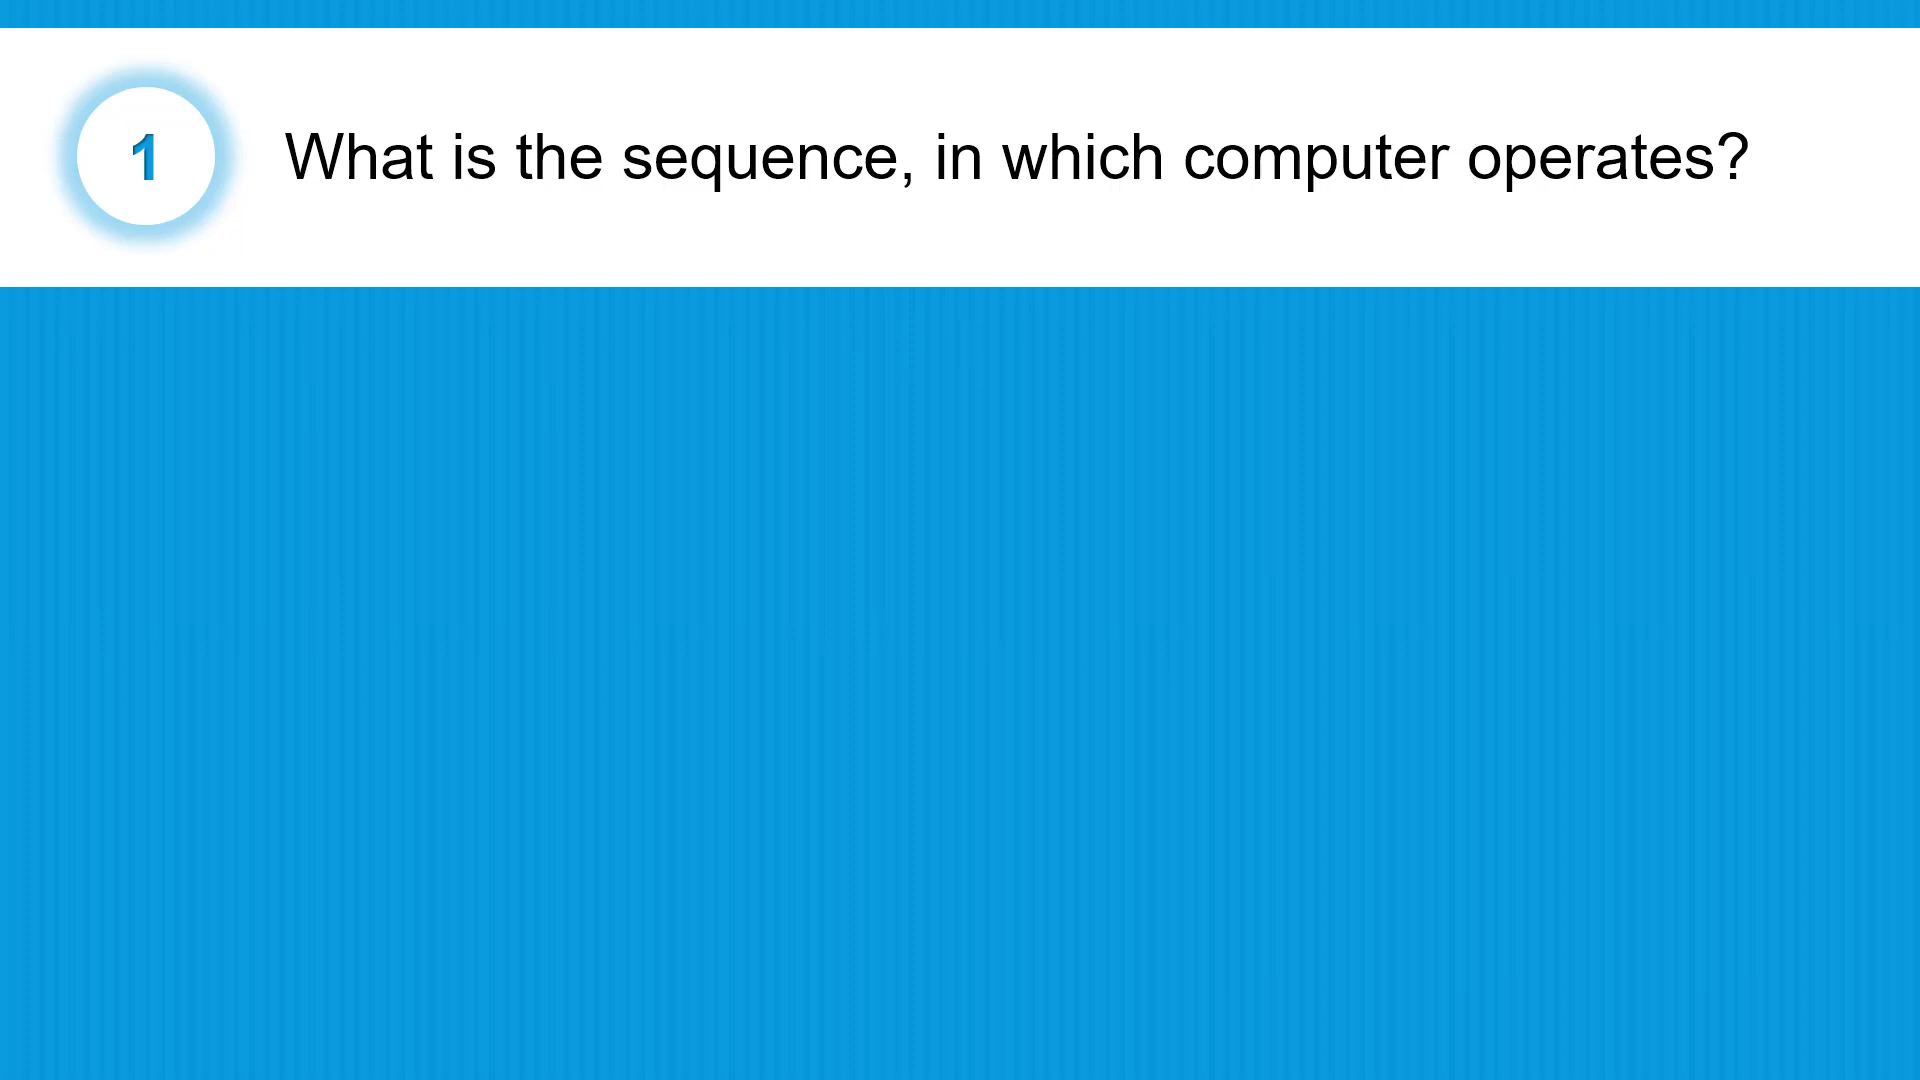 1
What is the sequence, in which computer operates?